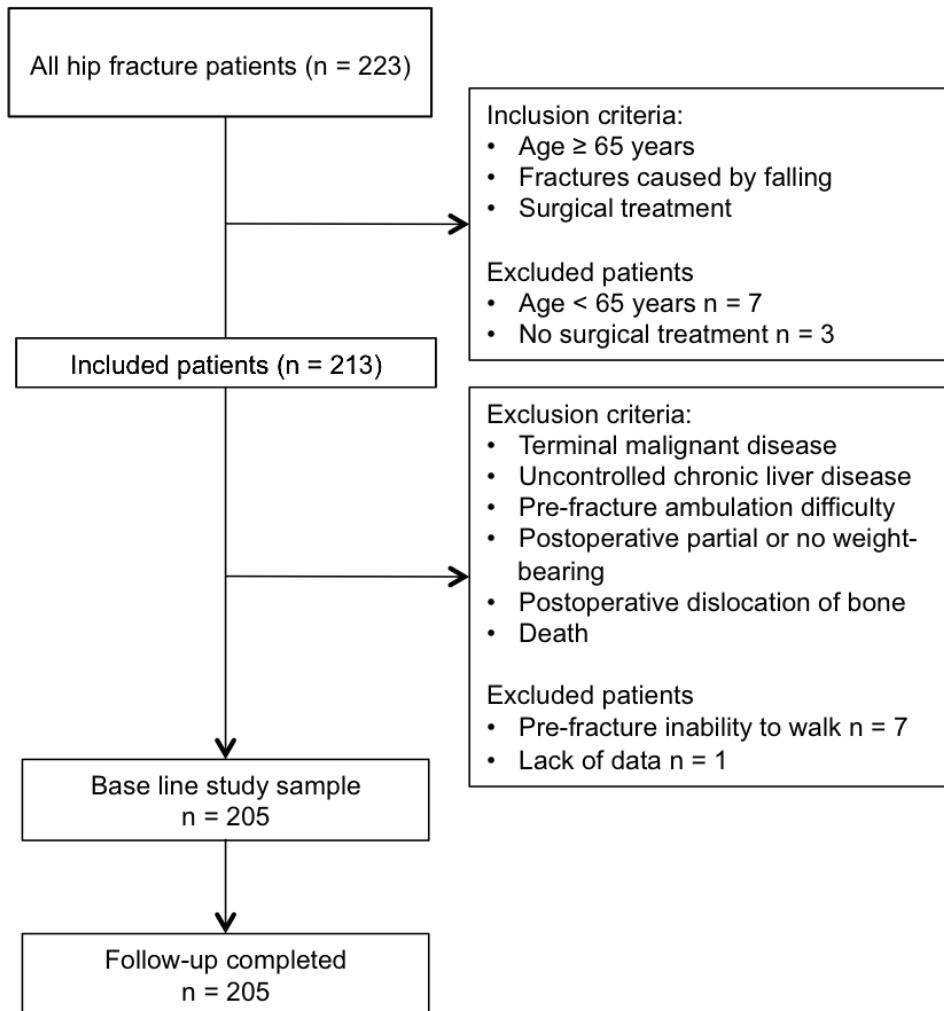 All hip fracture patients (n = 223)
Inclusion criteria:
• Age ≥ 65 years
• Fractures caused by falling
• Surgical treatment
Excluded patients
• Age < 65 years n = 7
• No surgical treatment n = 3
Included patients (n = 213)
Exclusion criteria:
• Terminal malignant disease
• Uncontrolled chronic liver disease
• Pre-fracture ambulation difficulty
• Postoperative partial or no weight-
bearing
• Postoperative dislocation of bone
• Death
Excluded patients
• Pre-fracture inability to walk n = 7
• Lack of data n = 1
Base line study sample
n = 205
Follow-up completed
n = 205